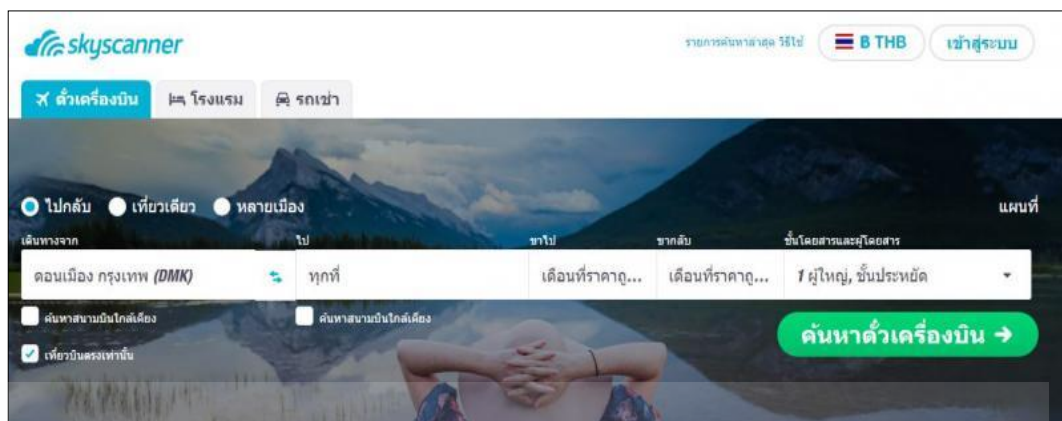 skyscanner
รายการค้นหาล่าสุด วิธีใช้
฿ THB
เข้าสู่ระบบ
ตั๋วเครื่องบิน
โรงแรม
รถเช่า
ไปกลับ เที่ยวเดียว หลายเมือง
แผนที่
เดินทางจาก ไป ขาไป ขากลับ ชั้นโดยสารและผู้โดยสาร
ดอนเมือง กรุงเทพ (DMK) ทุกที่ เดือนที่ราคาถู... เดือนที่ราคาถู... 1 ผู้ใหญ่, ชั้นประหยัด
ค้นหาสนามบินใกล้เคียง ค้นหาสนามบินใกล้เคียง
ค้นหาตั๋วเครื่องบิน →
เที่ยวบินตรงเท่านั้น